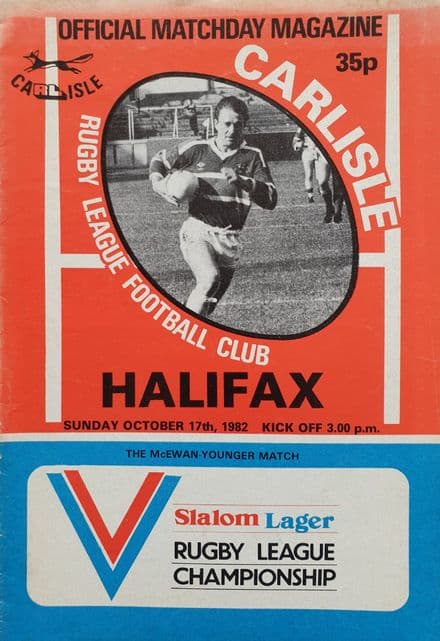 OFFICIAL MATCHDAY MAGAZINE
35p
CARLISLE
CARLISLE
RUGBY LEAGUE FOOTBALL CLUB
HALIFAX
SUNDAY OCTOBER 17th, 1982 KICK OFF 3.00 p.m.
THE McEWAN-YOUNGER MATCH
Slalom Lager
RUGBY LEAGUE
CHAMPIONSHIP